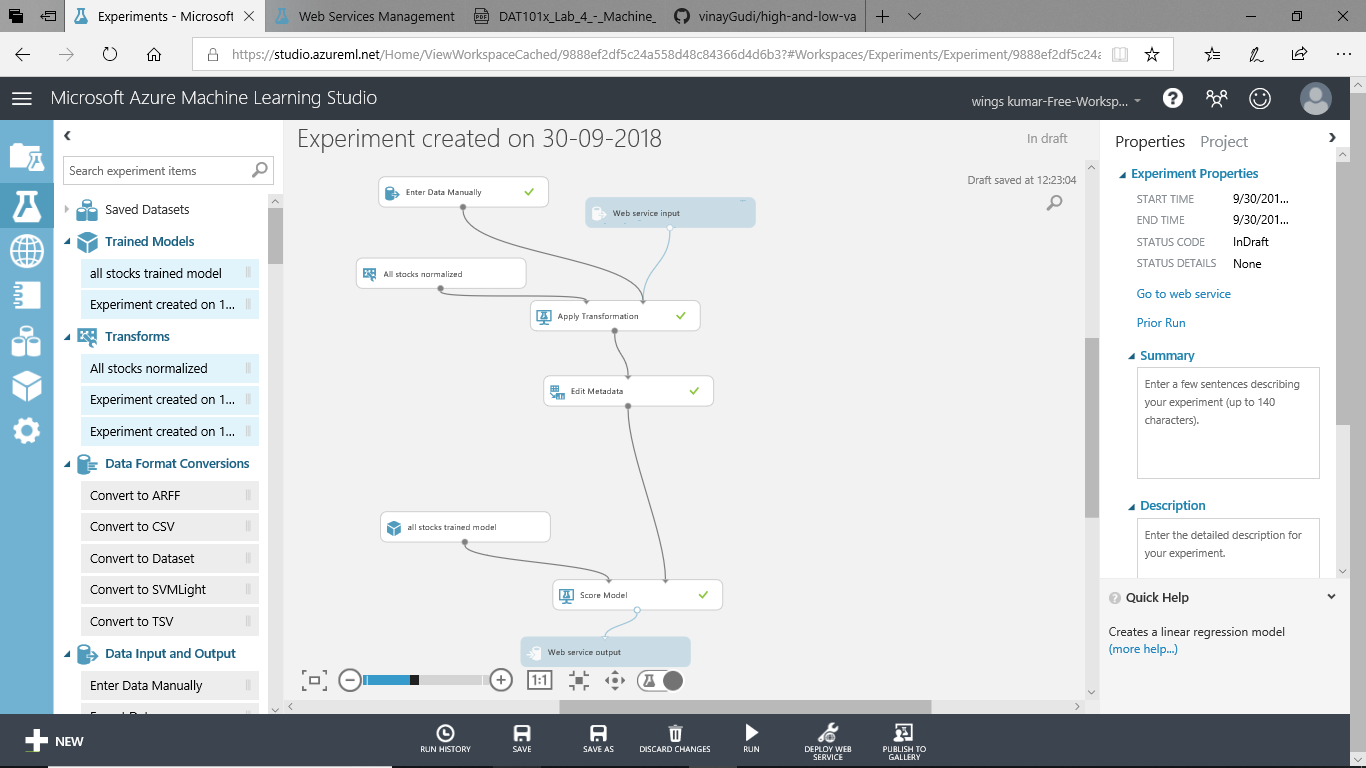 Experiments - Microsoft
Web Services Management
DAT101x_Lab_4_-_Machine_
vinayGudi/high-and-low-va
https://studio.azureml.net/Home/ViewWorkspaceCached/9888ef2df5c24a558d48c84366d4d6b3?#Workspaces/Experiments/Experiment/9888ef2df5c24a
Microsoft Azure Machine Learning Studio
wings kumar-Free-Worksp...
Search experiment items
Saved Datasets
Trained Models
all stocks trained model
Experiment created on 1...
Transforms
All stocks normalized
Experiment created on 1...
Experiment created on 1...
Data Format Conversions
Convert to ARFF
Convert to CSV
Convert to Dataset
Convert to SVMLight
Convert to TSV
Data Input and Output
Enter Data Manually
Experiment created on 30-09-2018
In draft
Draft saved at 12:23:04
Enter Data Manually
Web service input
All stocks normalized
Apply Transformation
Edit Metadata
all stocks trained model
Score Model
Web service output
1:1
Properties Project
Experiment Properties
START TIME 9/30/201...
END TIME 9/30/201...
STATUS CODE InDraft
STATUS DETAILS None
Go to web service
Prior Run
Summary
Enter a few sentences describing
your experiment (up to 140
characters).
Description
Enter the detailed description for
your experiment.
Quick Help
Creates a linear regression model
(more help...)
NEW
RUN HISTORY
SAVE
SAVE AS
DISCARD CHANGES
RUN
DEPLOY WEB
SERVICE
PUBLISH TO
GALLERY